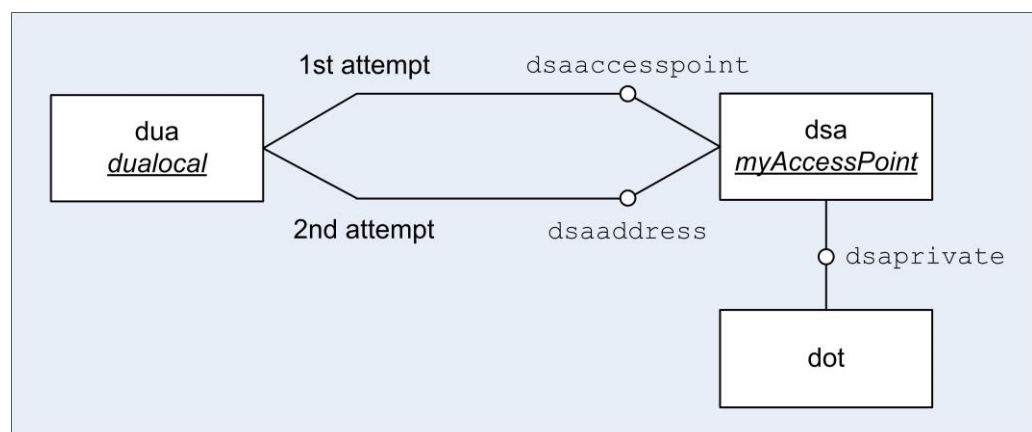 1st attempt
dsaaccesspoint
dua
dualocal
dsa
myAccessPoint
2nd attempt
dsaaddress
dsaprivate
dot